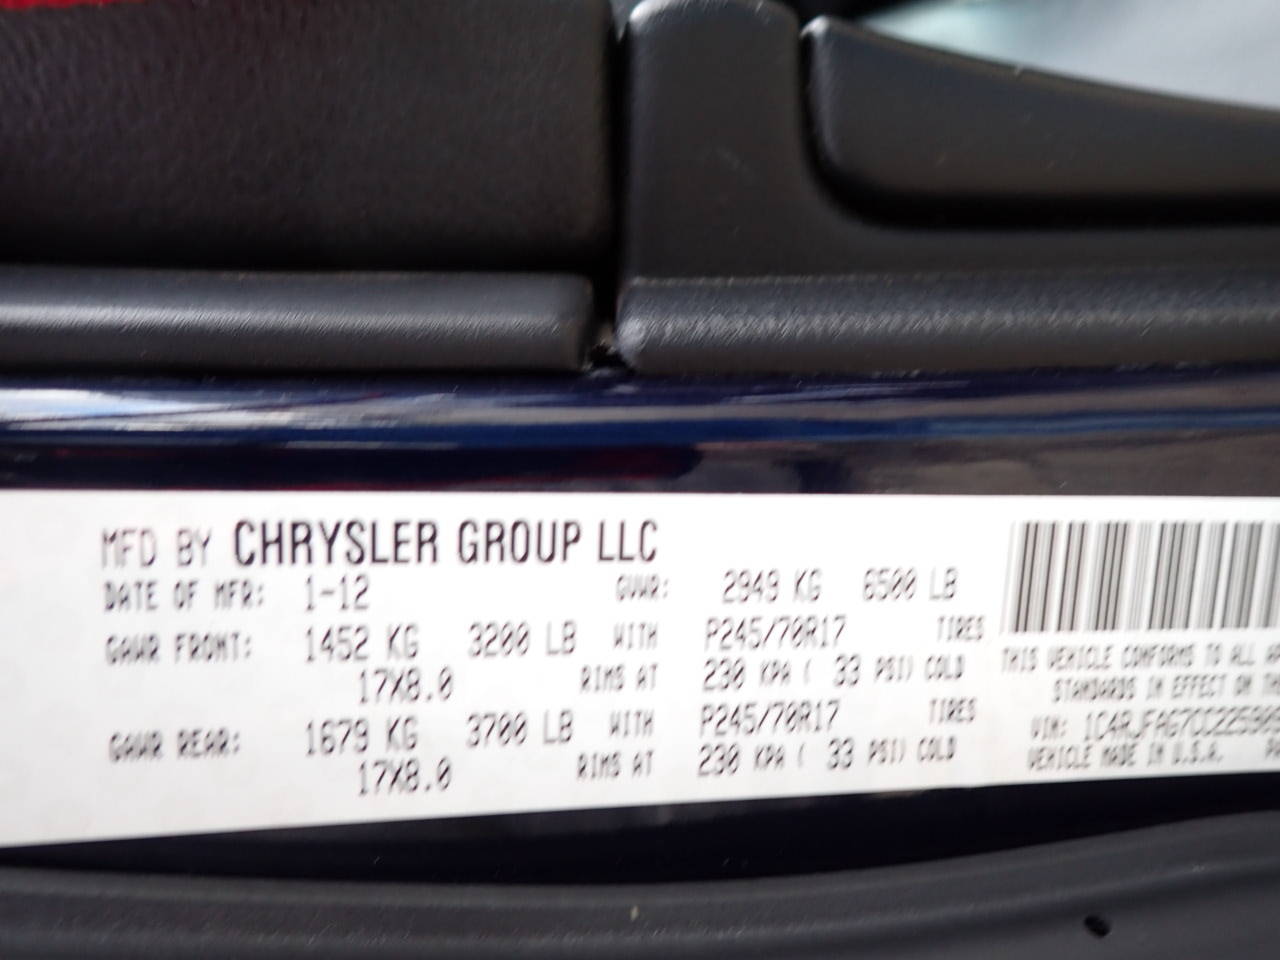 MFD BY CHRYSLER GROUP LLC
DATE OF MFR: 1-12 GVWR: 2949 KG 6500 LB
GAWR FRONT: 1452 KG 3200 LB WITH P245/70R17 TIRES
17X8.0 RIMS AT 230 KPA ( 33 PSI) COLD
GAWR REAR: 1679 KG 3700 LB WITH P245/70R17 TIRES
17X8.0 RIMS AT 230 KPA ( 33 PSI) COLD
THIS VEHICLE CONFORMS TO ALL
STANDARDS IN EFFECT ON
VIN:
VEHICLE MADE IN U.S.A.